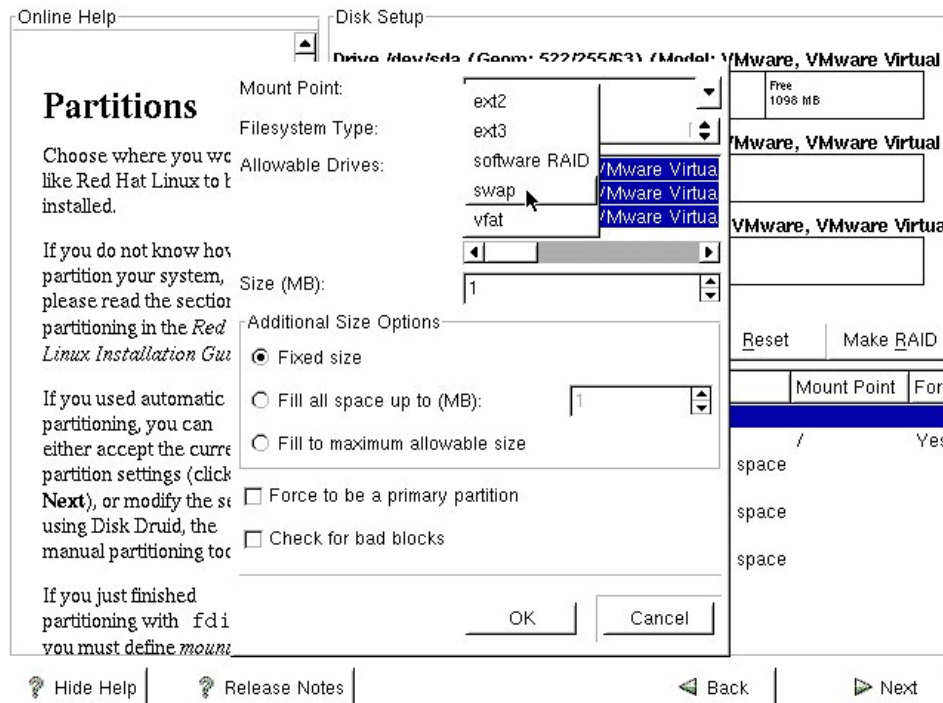 Online Help
Partitions
Choose where you wo
like Red Hat Linux to b
installed.
If you do not know how
partition your system,
please read the section
partitioning in the Red
Linux Installation Gui
If you used automatic
partitioning, you can
either accept the curre
partition settings (click
Next), or modify the se
using Disk Druid, the
manual partitioning too
If you just finished
partitioning with fdi
you must define mount
Disk Setup
Drive /dev/sda (Geom: 522/255/63) (Model: VMware, VMware Virtual
Free
1098 MB
VMware, VMware Virtual
VMware, VMware Virtua
Reset
Make RAID
Mount Point
For
/
Yes
space
space
space
Mount Point:
Filesystem Type:
ext2
ext3
software RAID
swap
vfat
Allowable Drives:
VMware Virtua
VMware Virtua
VMware Virtua
Size (MB):
1
Additional Size Options
Fixed size
Fill all space up to (MB):
1
Fill to maximum allowable size
Force to be a primary partition
Check for bad blocks
OK
Cancel
Hide Help
Release Notes
Back
Next